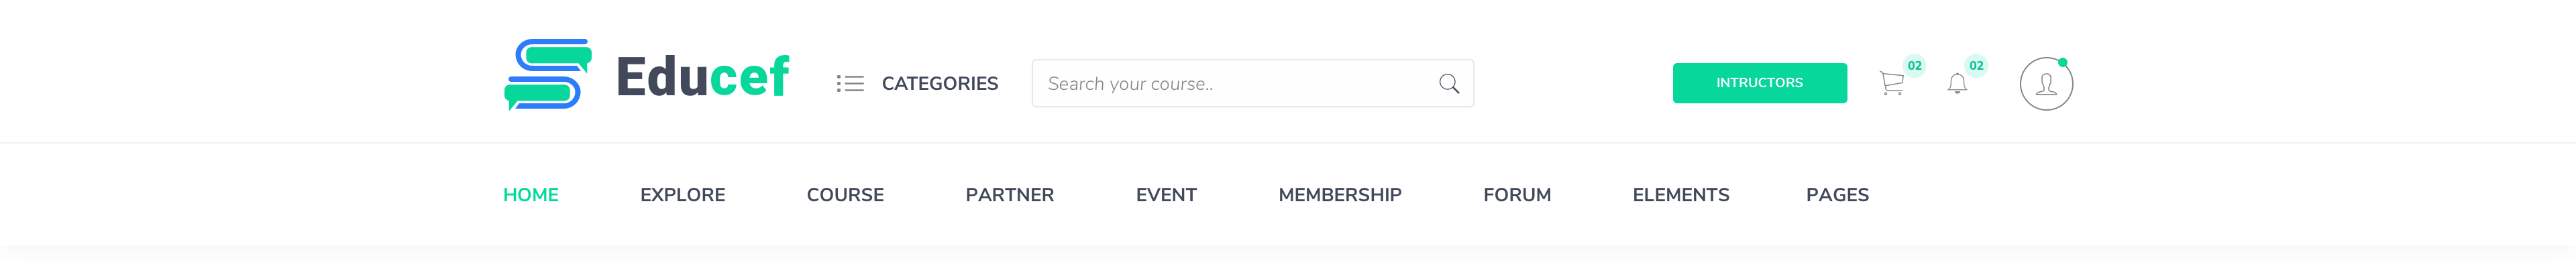 Educef CATEGORIES Search your course.. INTRUCTORS 02 02
HOME EXPLORE COURSE PARTNER EVENT MEMBERSHIP FORUM ELEMENTS PAGES